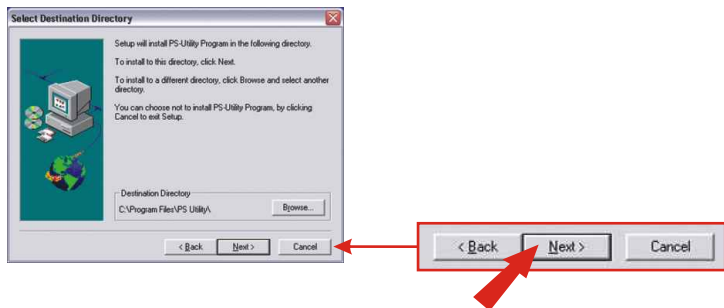 Select Destination Directory
Setup will install PS-Utility Program in the following directory.
To install to this directory, click Next.
To install to a different directory, click Browse and select another
directory.
You can choose not to install PS-Utility Program, by clicking
Cancel to exit Setup.
Destination Directory
C:\Program Files\PS Utility\
Browse...
< Back
Next >
Cancel
< Back
Next >
Cancel